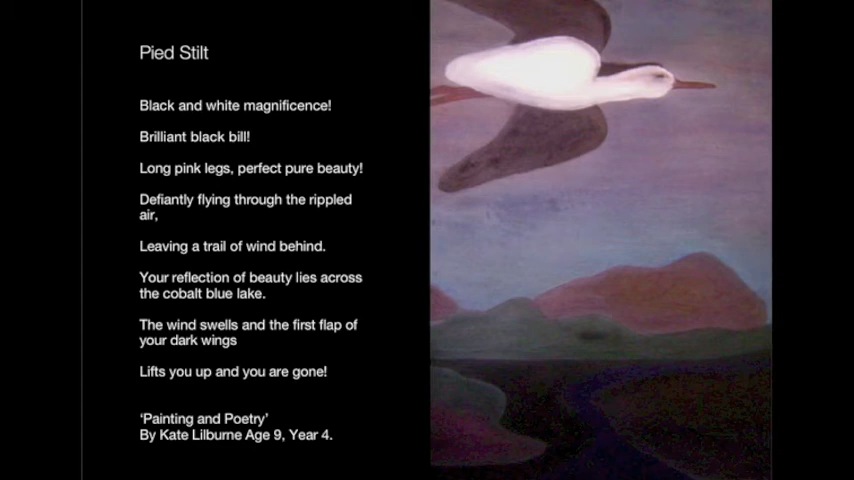 Pied Stilt
Black and white magnificence!
Brilliant black bill!
Long pink legs, perfect pure beauty!
Defiantly flying through the rippled
air,
Leaving a trail of wind behind.
Your reflection of beauty lies across
the cobalt blue lake.
The wind swells and the first flap of
your dark wings
Lifts you up and you are gone!
‘Painting and Poetry’
By Kate Lilburne Age 9, Year 4.